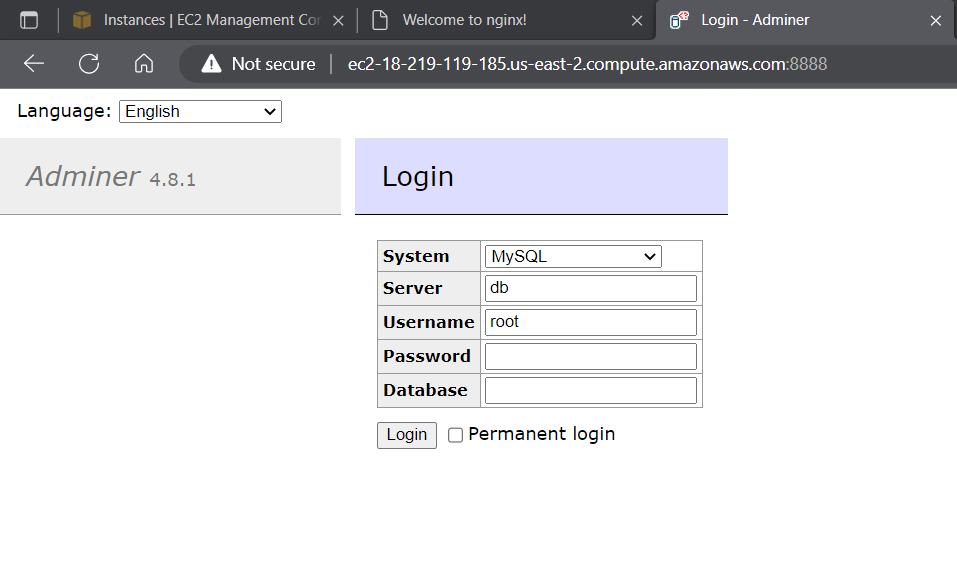 Instances | EC2 Management Co
Welcome to nginx!
Login - Adminer
Not secure | ec2-18-219-119-185.us-east-2.compute.amazonaws.com:8888
Language: English
Adminer 4.8.1
Login
System MySQL
Server db
Username root
Password
Database
Login Permanent login